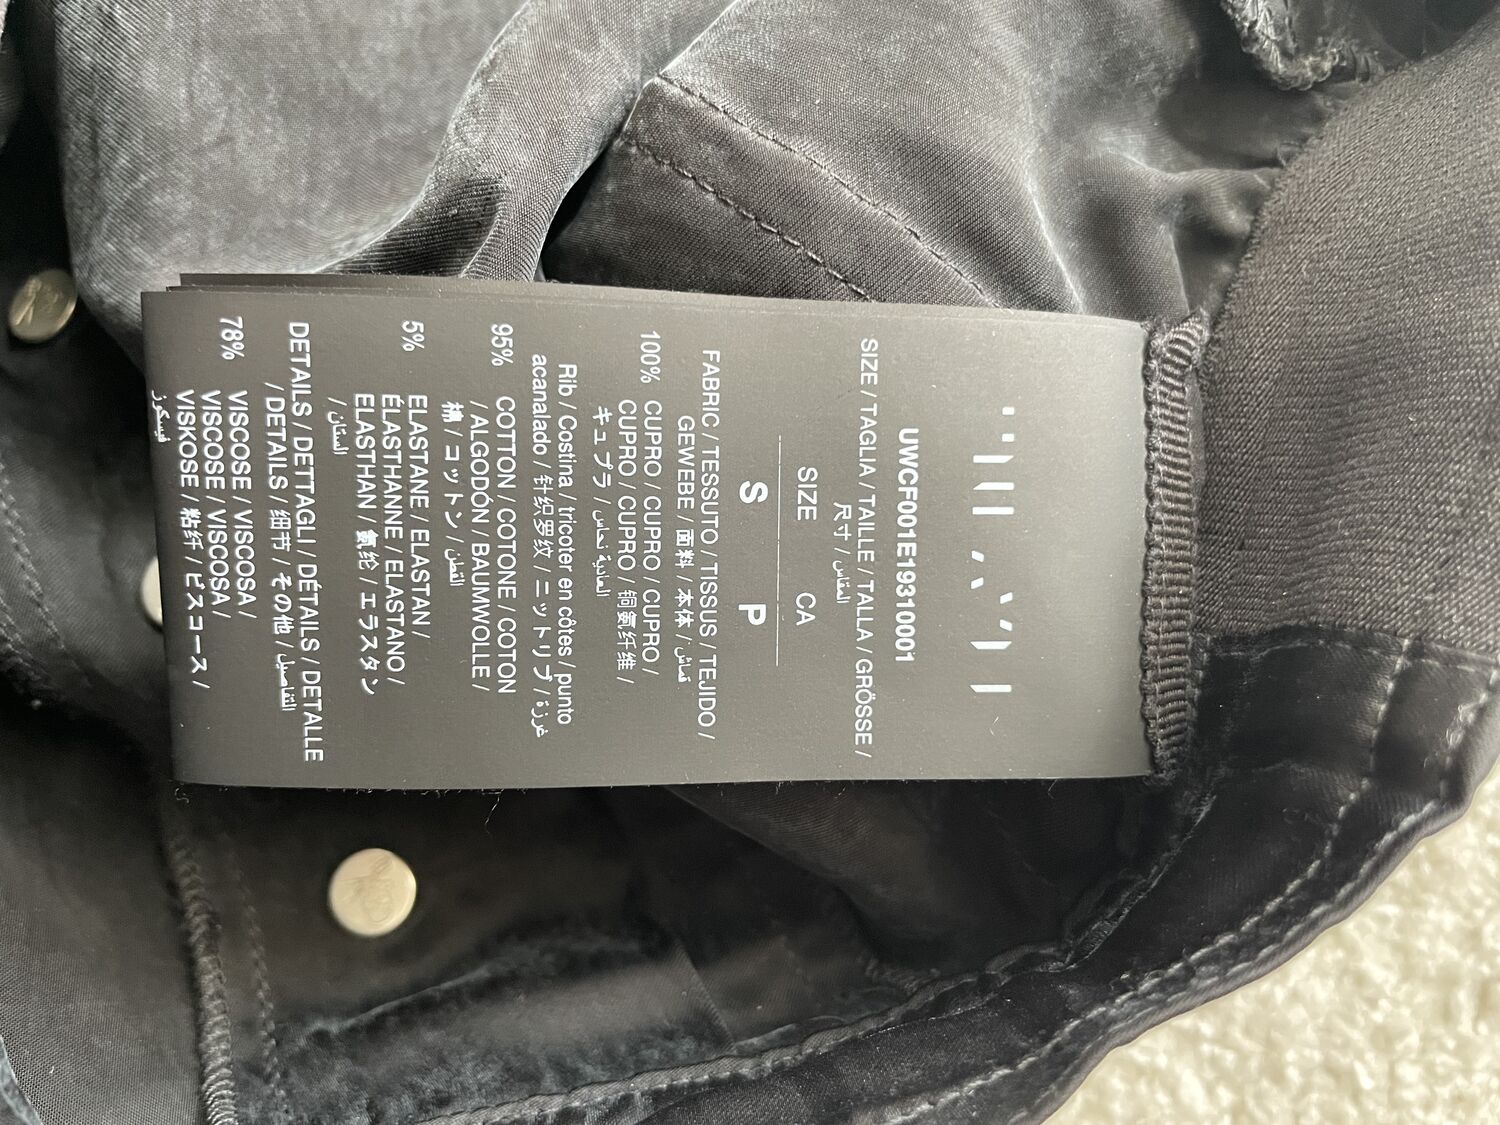 UWCF001E19310001
SIZE / TAGLIA / TAILLE / TALLA / GRÖSSE /
尺寸 / المقاس
SIZE CA
S P
FABRIC / TESSUTO / TISSUS / TEJIDO /
GEWEBE / 面料 / 本体 / قماش
100% CUPRO / CUPRO / CUPRO /
CUPRO / CUPRO / 铜氨纤维 /
キュプラ / العادية نحاس
Rib / Costina / tricoter en côtes / punto
acanalado / 针织罗纹 / ニットリブ / غرزة
95% COTTON / COTONE / COTON
/ ALGODÓN / BAUMWOLLE /
棉 / コットン / القطن
5% ELASTANE / ELASTAN /
ÉLASTHANNE / ELASTANO /
ELASTHAN / 氨纶 / エラスタン
/
DETAILS / DETTAGLI / DÉTAILS / DETALLE
/ DETAILS / 细节 / その他 / التفاصيل
78% VISCOSE / VISCOSA /
VISCOSE / VISCOSA /
VISKOSE / 粘纤 / ビスコース /
فيسكوز